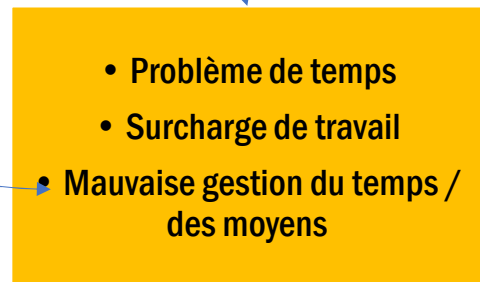 • Problème de temps
• Surcharge de travail
• Mauvaise gestion du temps /
des moyens